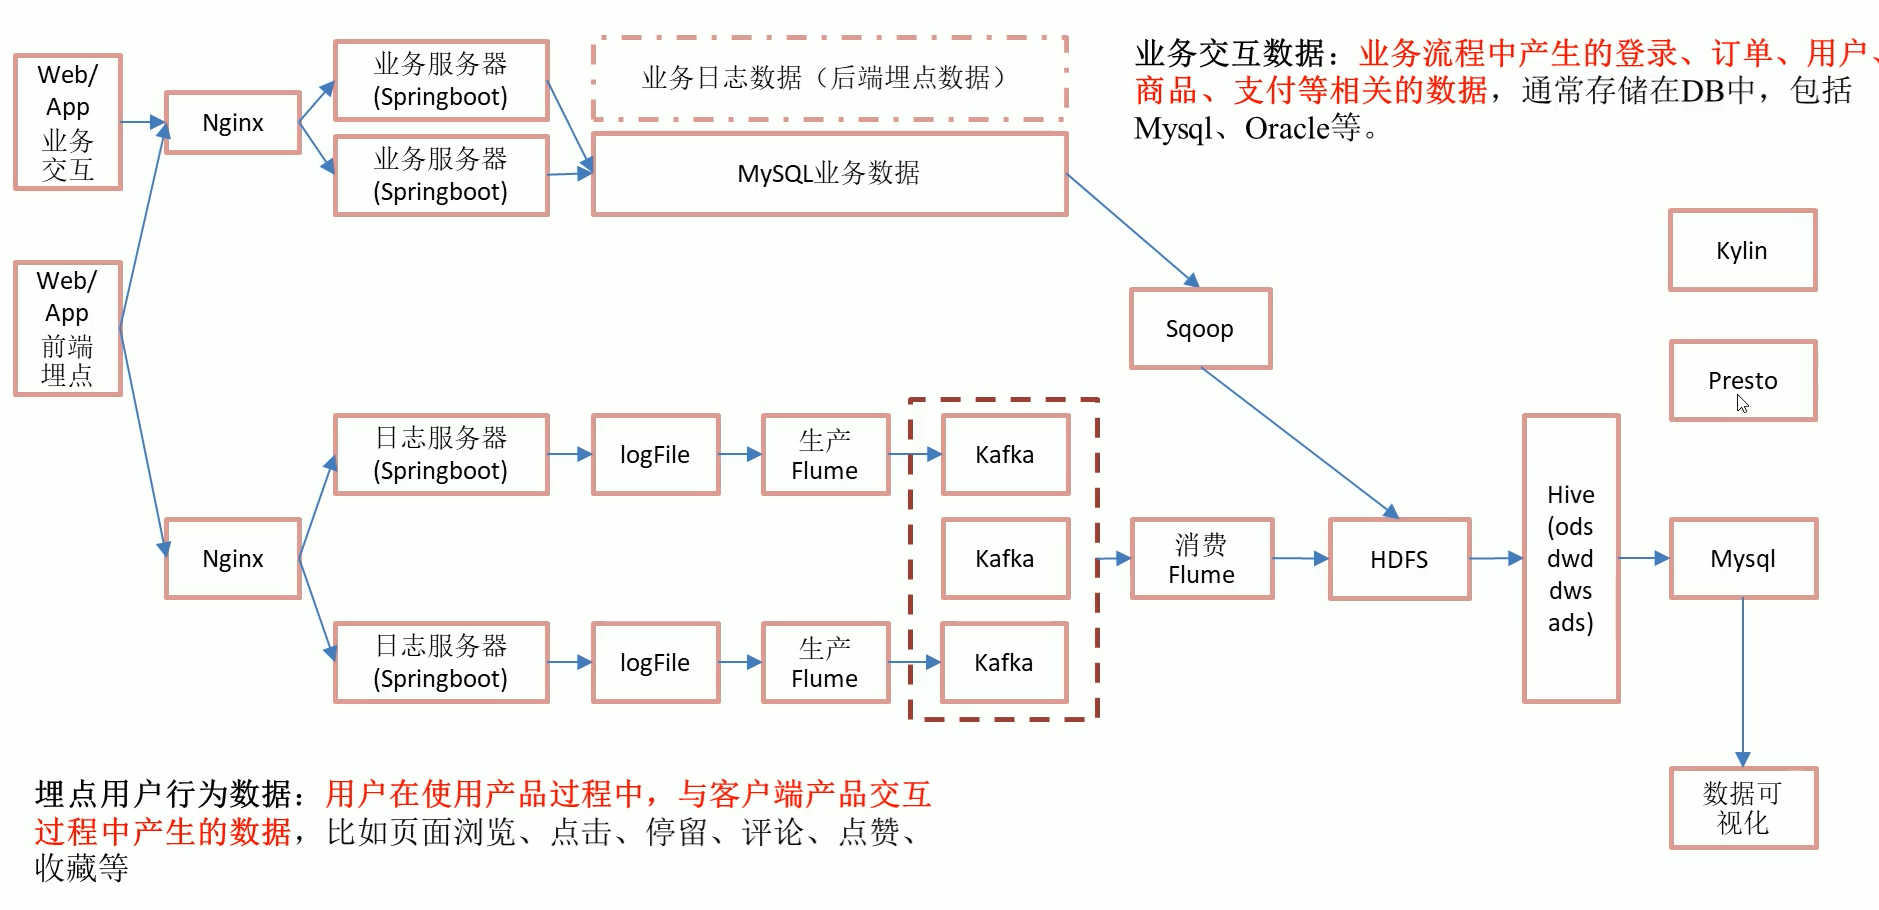 Web/
App
业务
交互
Nginx
业务服务器
(Springboot)
业务服务器
(Springboot)
业务日志数据（后端埋点数据）
MySQL业务数据
业务交互数据：业务流程中产生的登录、订单、用户、
商品、支付等相关的数据，通常存储在DB中，包括
Mysql、Oracle等。
Web/
App
前端
埋点
Nginx
日志服务器
(Springboot)
logFile
生产
Flume
Kafka
Kafka
日志服务器
(Springboot)
logFile
生产
Flume
Kafka
Sqoop
消费
Flume
HDFS
Hive
(ods
dwd
dws
ads)
Kylin
Presto
Mysql
数据可
视化
埋点用户行为数据：用户在使用产品过程中，与客户端产品交互
过程中产生的数据，比如页面浏览、点击、停留、评论、点赞、
收藏等